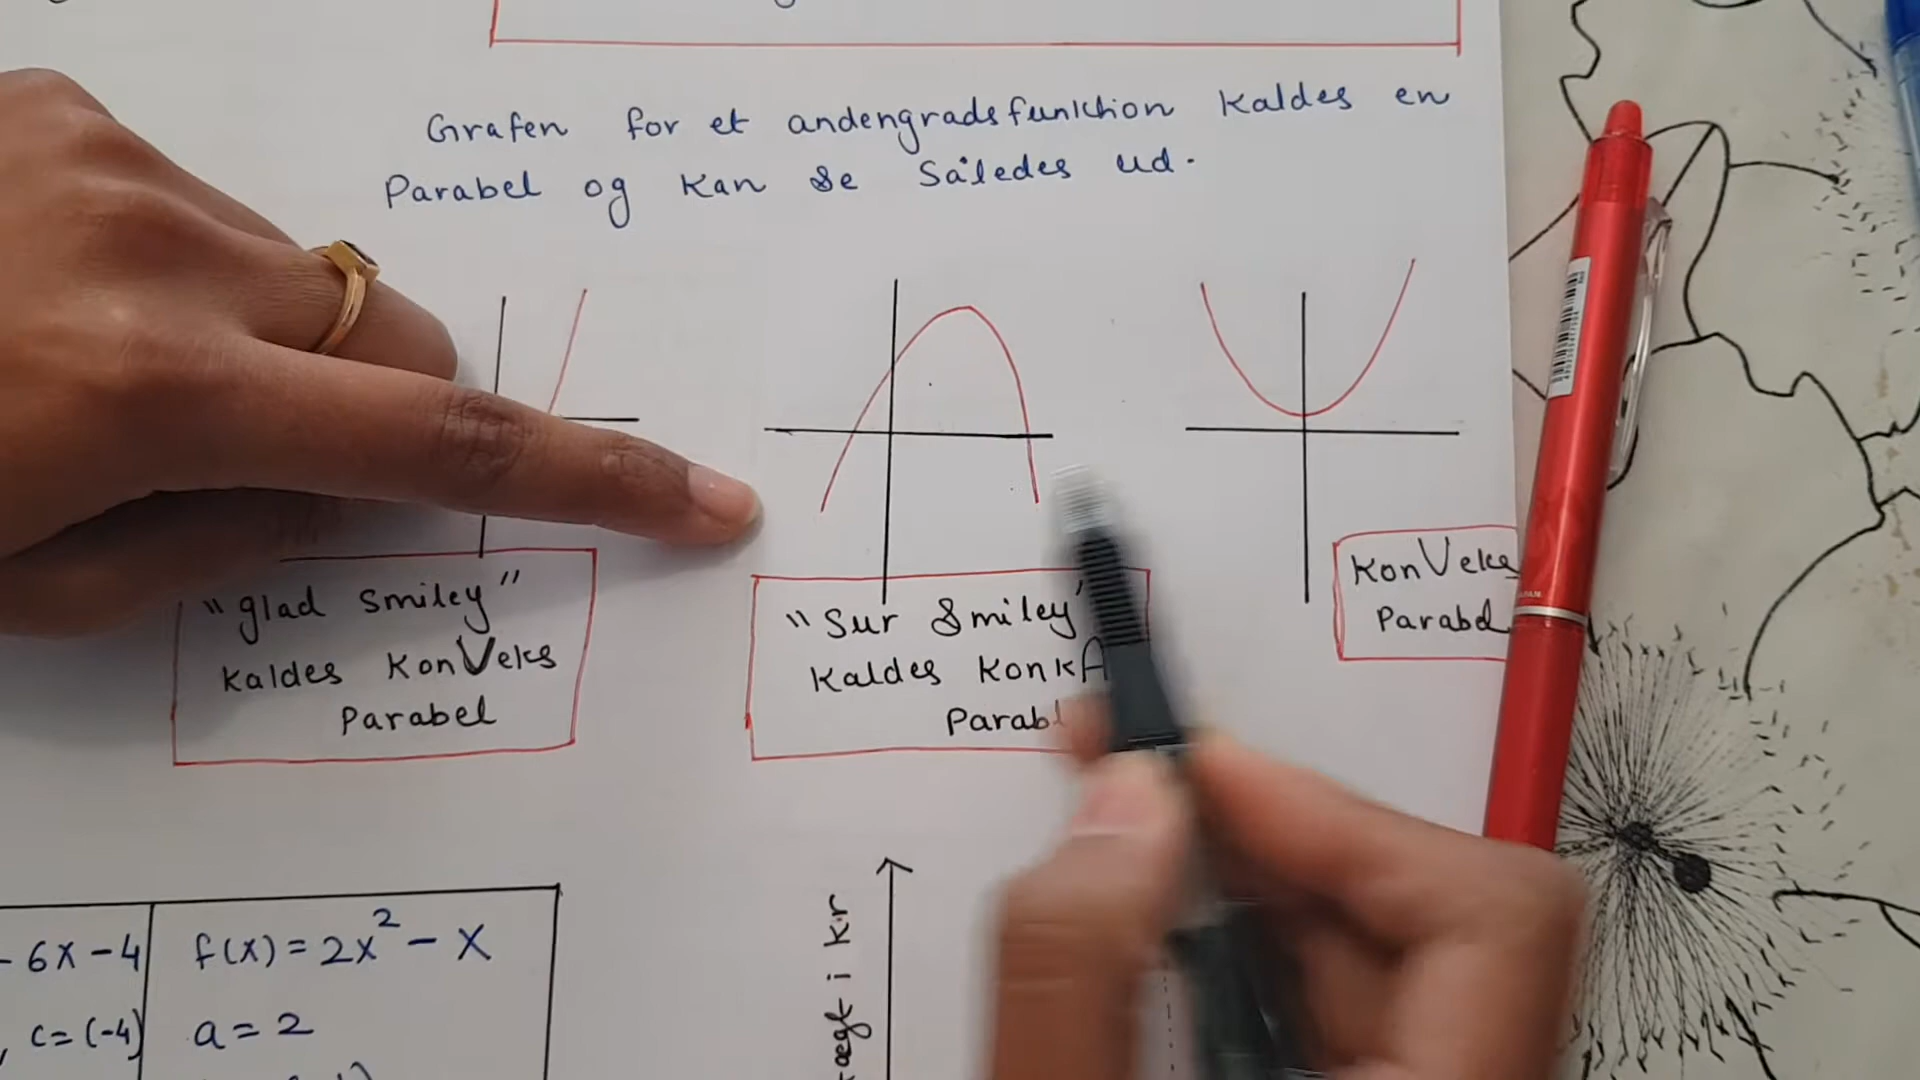 Grafen for et andengradsfunktion kaldes en
Parabel og kan se Således ud.
"glad smiley"
kaldes konVeks
Parabel
"Sur Smiley"
kaldes konkA
Parab
KonVeks
Parabel
- 6x - 4
, c = (-4)
f(x) = 2x² - x
a = 2
i kr